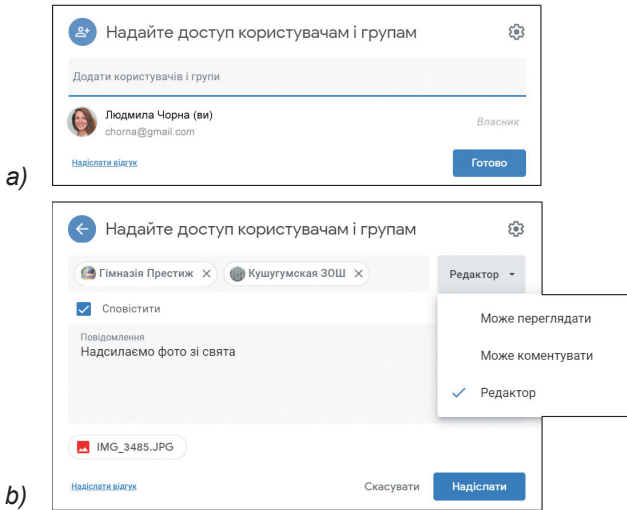 Надайте доступ користувачам і групам
Додати користувачів і групи
Людмила Чорна (ви)
chorna@gmail.com
Власник
Надіслати відгук
Готово
a)
Надайте доступ користувачам і групам
Гімназія Престиж
Кушугумская ЗОШ
Редактор
Сповістити
Може переглядати
Може коментувати
Редактор
Повідомлення
Надсилаємо фото зі свята
IMG_3485.JPG
Надіслати відгук
Скасувати
Надіслати
b)